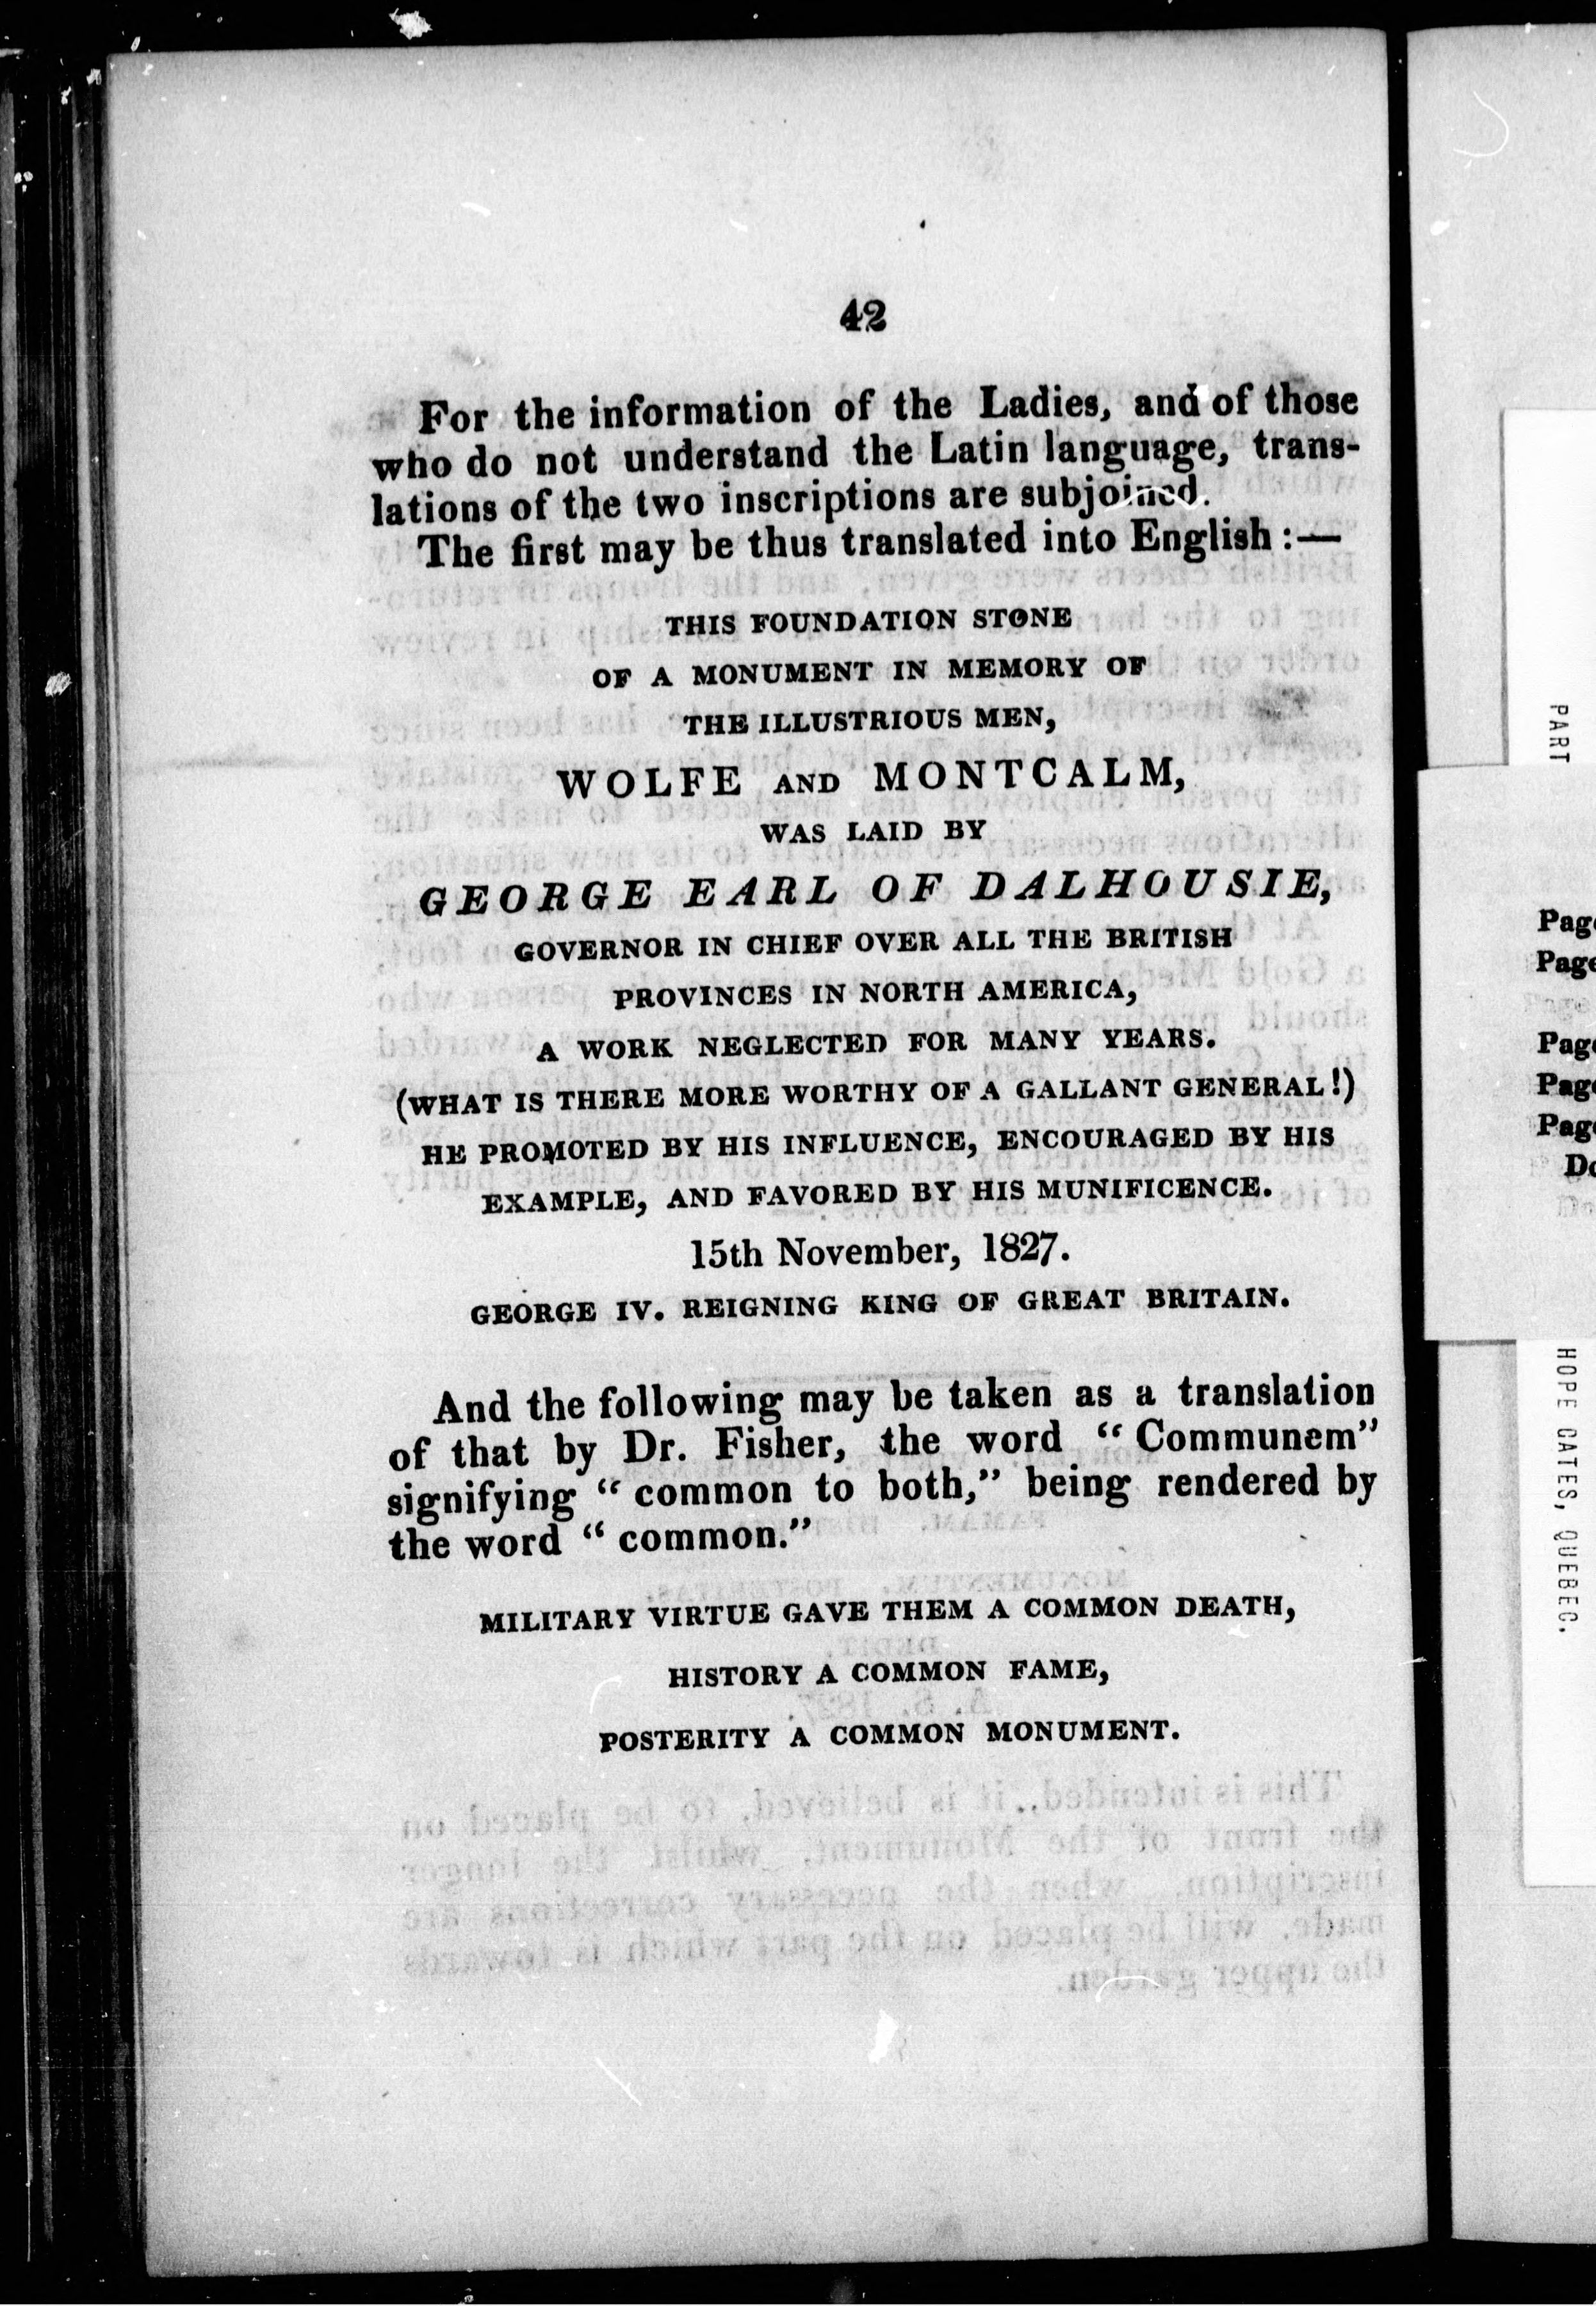 42
For the information of the Ladies, and of those
who do not understand the Latin language, trans-
lations of the two inscriptions are subjoined.
The first may be thus translated into English :—
THIS FOUNDATION STONE
OF A MONUMENT IN MEMORY OF
THE ILLUSTRIOUS MEN,
WOLFE AND MONTCALM,
WAS LAID BY
GEORGE EARL OF DALHOUSIE,
GOVERNOR IN CHIEF OVER ALL THE BRITISH
PROVINCES IN NORTH AMERICA,
A WORK NEGLECTED FOR MANY YEARS.
(WHAT IS THERE MORE WORTHY OF A GALLANT GENERAL!)
HE PROMOTED BY HIS INFLUENCE, ENCOURAGED BY HIS
EXAMPLE, AND FAVORED BY HIS MUNIFICENCE.
15th November, 1827.
GEORGE IV. REIGNING KING OF GREAT BRITAIN.
And the following may be taken as a translation
of that by Dr. Fisher, the word "Communem"
signifying "common to both," being rendered by
the word "common."
MILITARY VIRTUE GAVE THEM A COMMON DEATH,
HISTORY A COMMON FAME,
POSTERITY A COMMON MONUMENT.
PART
Pag
Page
Pag
Pag
Pag
Do
HOPE GATES, QUEBEC.